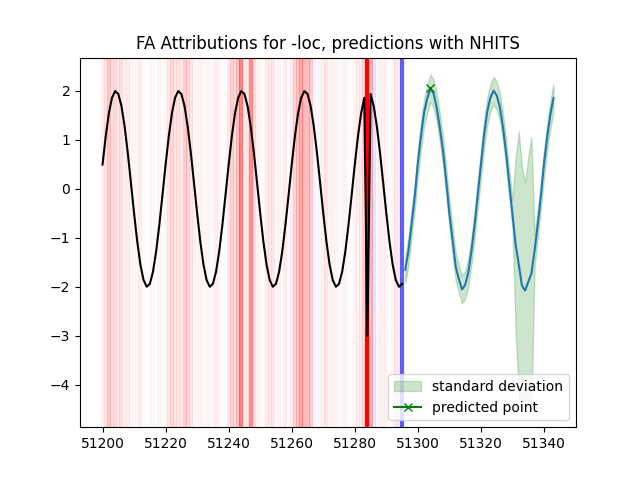 FA Attributions for -loc, predictions with NHITS
2
1
0
−1
−2
−3
−4
standard deviation
predicted point
51200 51220 51240 51260 51280 51300 51320 51340